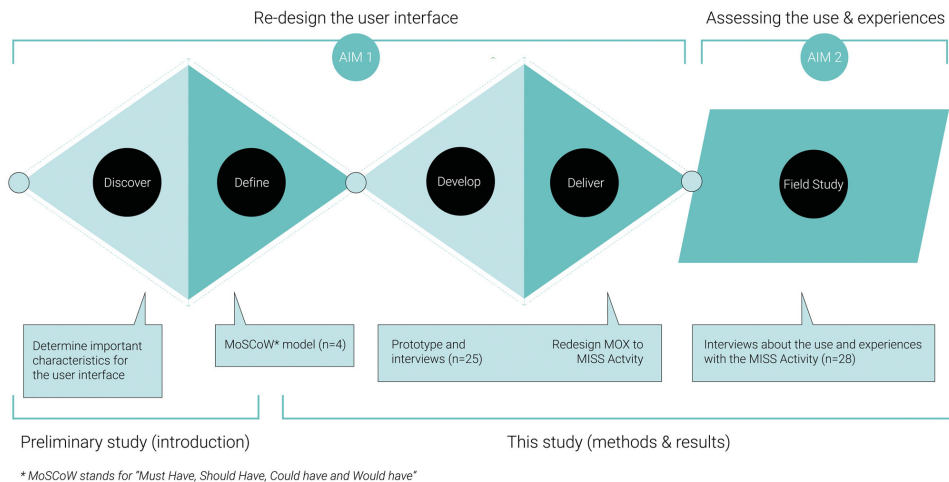 Re-design the user interface
Assessing the use & experiences
AIM 1
AIM 2
Discover
Define
Develop
Deliver
Field Study
Determine important
characteristics for
the user interface
MoSCoW* model (n=4)
Prototype and
interviews (n=25)
Redesign MOX to
MISS Actvity
Interviews about the use and experiences
with the MISS Activity (n=28)
Preliminary study (introduction)
This study (methods & results)
* MoSCoW stands for "Must Have, Should Have, Could have and Would have"